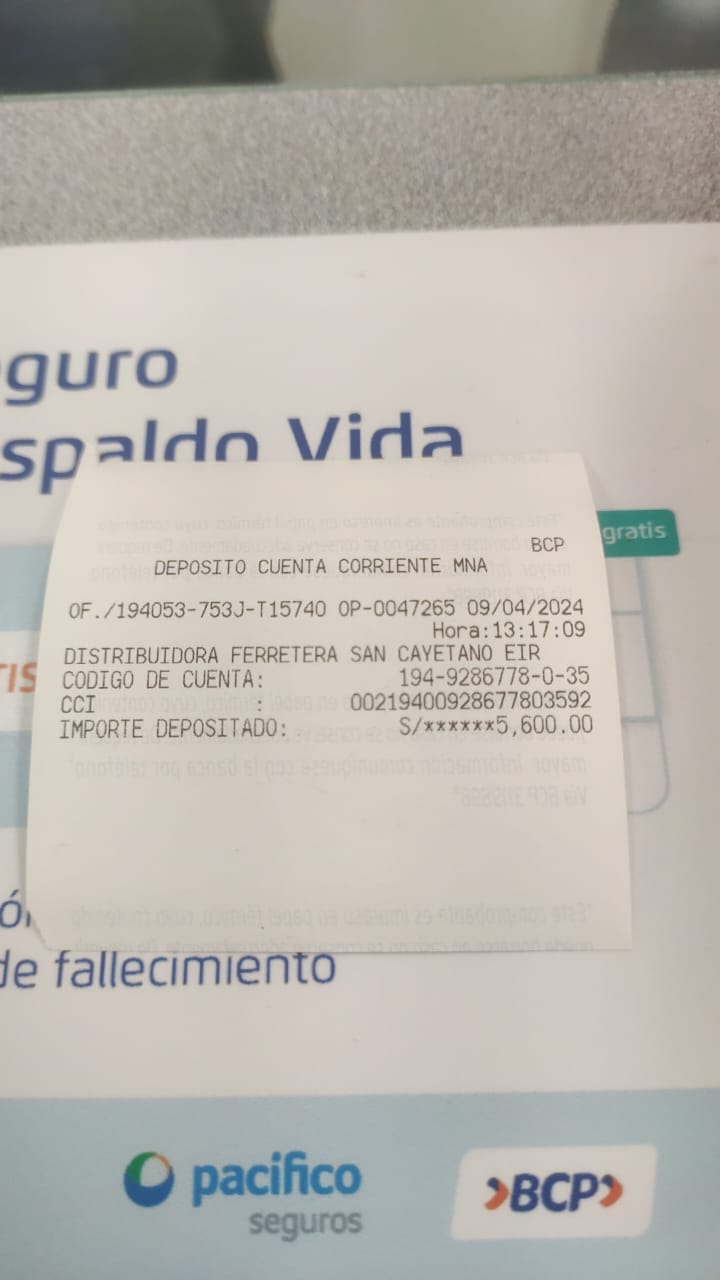 guro
spaldo Vida
gratis
BCP
DEPOSITO CUENTA CORRIENTE MNA
OF./194053-753J-T15740 OP-0047265 09/04/2024
Hora:13:17:09
DISTRIBUIDORA FERRETERA SAN CAYETANO EIR
CODIGO DE CUENTA: 194-9286778-0-35
CCI : 00219400928677803592
IMPORTE DEPOSITADO: S/******5,600.00
TIS
de fallecimiento
pacifico
seguros
BCP